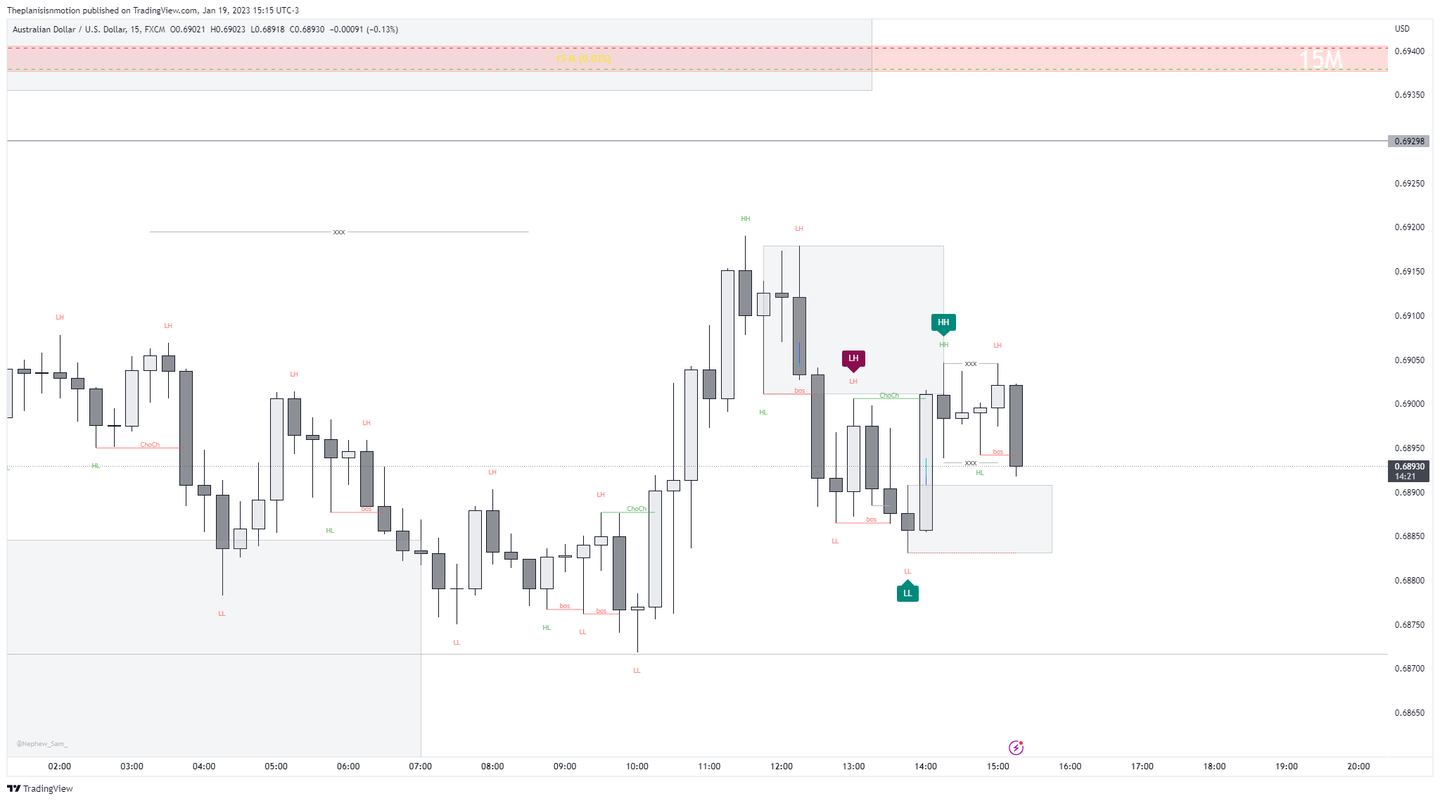 Theplanisisnmotion published on TradingView.com, Jan 19, 2023 15:15 UTC-3
Australian Dollar / U.S. Dollar, 15, FXCM O0.69021 H0.69023 L0.68918 C0.68930 −0.00091 (−0.13%)
USD
0.69400
15M
0.69350
0.69298
0.69250
XXX
HH
LH
0.69200
0.69150
LH
LH
HH
0.69100
LH
HH
LH
XXX
0.69050
LH
LH
bos
ChoCh
0.69000
HL
LH
ChoCh
0.68950
bos
HL
XXX
HL
0.68930
14:21
LH
0.68900
LH
bos
ChoCh
bos
HL
LH
0.68850
LL
LL
0.68800
LL
LL
bos
bos
HL
LL
0.68750
LL
LL
0.68700
0.68650
@Nephew_Sam_
02:00 03:00 04:00 05:00 06:00 07:00 08:00 09:00 10:00 11:00 12:00 13:00 14:00 15:00 16:00 17:00 18:00 19:00 20:00
TradingView